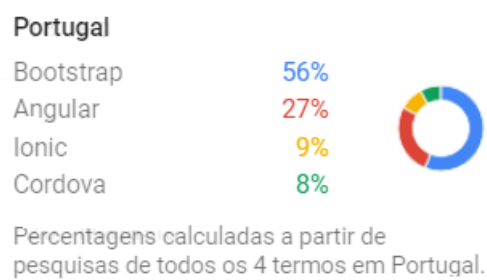 Portugal
Bootstrap 56%
Angular 27%
Ionic 9%
Cordova 8%
Percentagens calculadas a partir de
pesquisas de todos os 4 termos em Portugal.